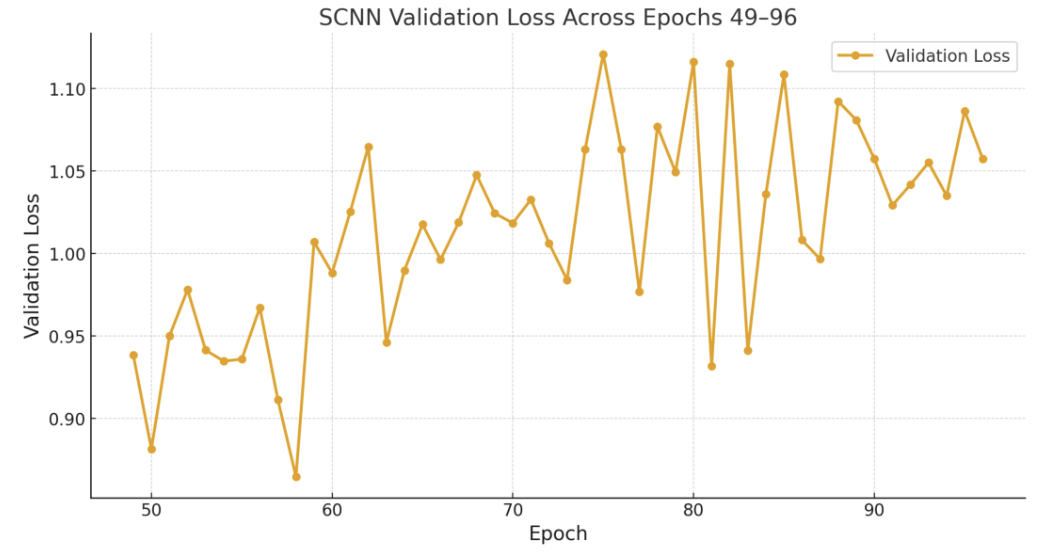 SCNN Validation Loss Across Epochs 49–96
Validation Loss
1.10
1.05
1.00
0.95
0.90
Validation Loss
50 60 70 80 90
Epoch